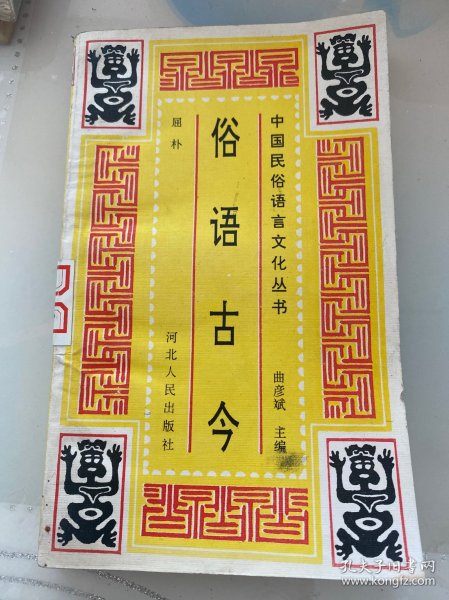 中国民俗语言文化丛书
曲彦斌 主编
俗语古今
屈朴
河北人民出版社
孔夫子旧书网
www.kongfz.com